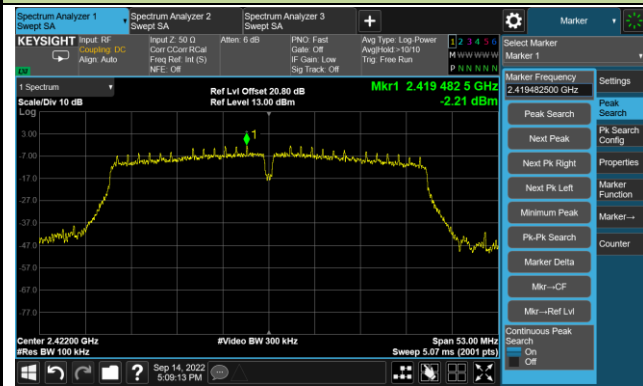 Spectrum Analyzer 1
Swept SA
Spectrum Analyzer 2
Swept SA
Spectrum Analyzer 3
Swept SA
+
Marker
KEYSIGHT
Input: RF
Coupling: DC
Align: Auto
Input Z: 50 Ω
Corr CCorr RCal
Freq Ref: Int (S)
NFE: Off
Atten: 6 dB
PNO: Fast
Gate: Off
IF Gain: Low
Sig Track: Off
Avg Type: Log-Power
Avg|Hold:>10/10
Trig: Free Run
1 2 3 4 5 6
M W W W W W
P N N N N N
LXI
Select Marker
Marker 1
1 Spectrum
Scale/Div 10 dB
Log
Ref Lvl Offset 20.80 dB
Ref Level 13.00 dBm
Mkr1 2.419 482 5 GHz
-2.21 dBm
1
3.00
-7.00
-17.0
-27.0
-37.0
-47.0
-57.0
-67.0
-77.0
Center 2.42200 GHz
#Res BW 100 kHz
#Video BW 300 kHz
Span 53.00 MHz
Sweep 5.07 ms (2001 pts)
Marker Frequency
2.419482500 GHz
Peak Search
Next Peak
Next Pk Right
Next Pk Left
Minimum Peak
Pk-Pk Search
Marker Delta
Mkr→CF
Mkr→Ref Lvl
Continuous Peak
Search
On
Off
Settings
Peak
Search
Pk Search
Config
Properties
Marker
Function
Marker→
Counter
?
Sep 14, 2022
5:09:13 PM